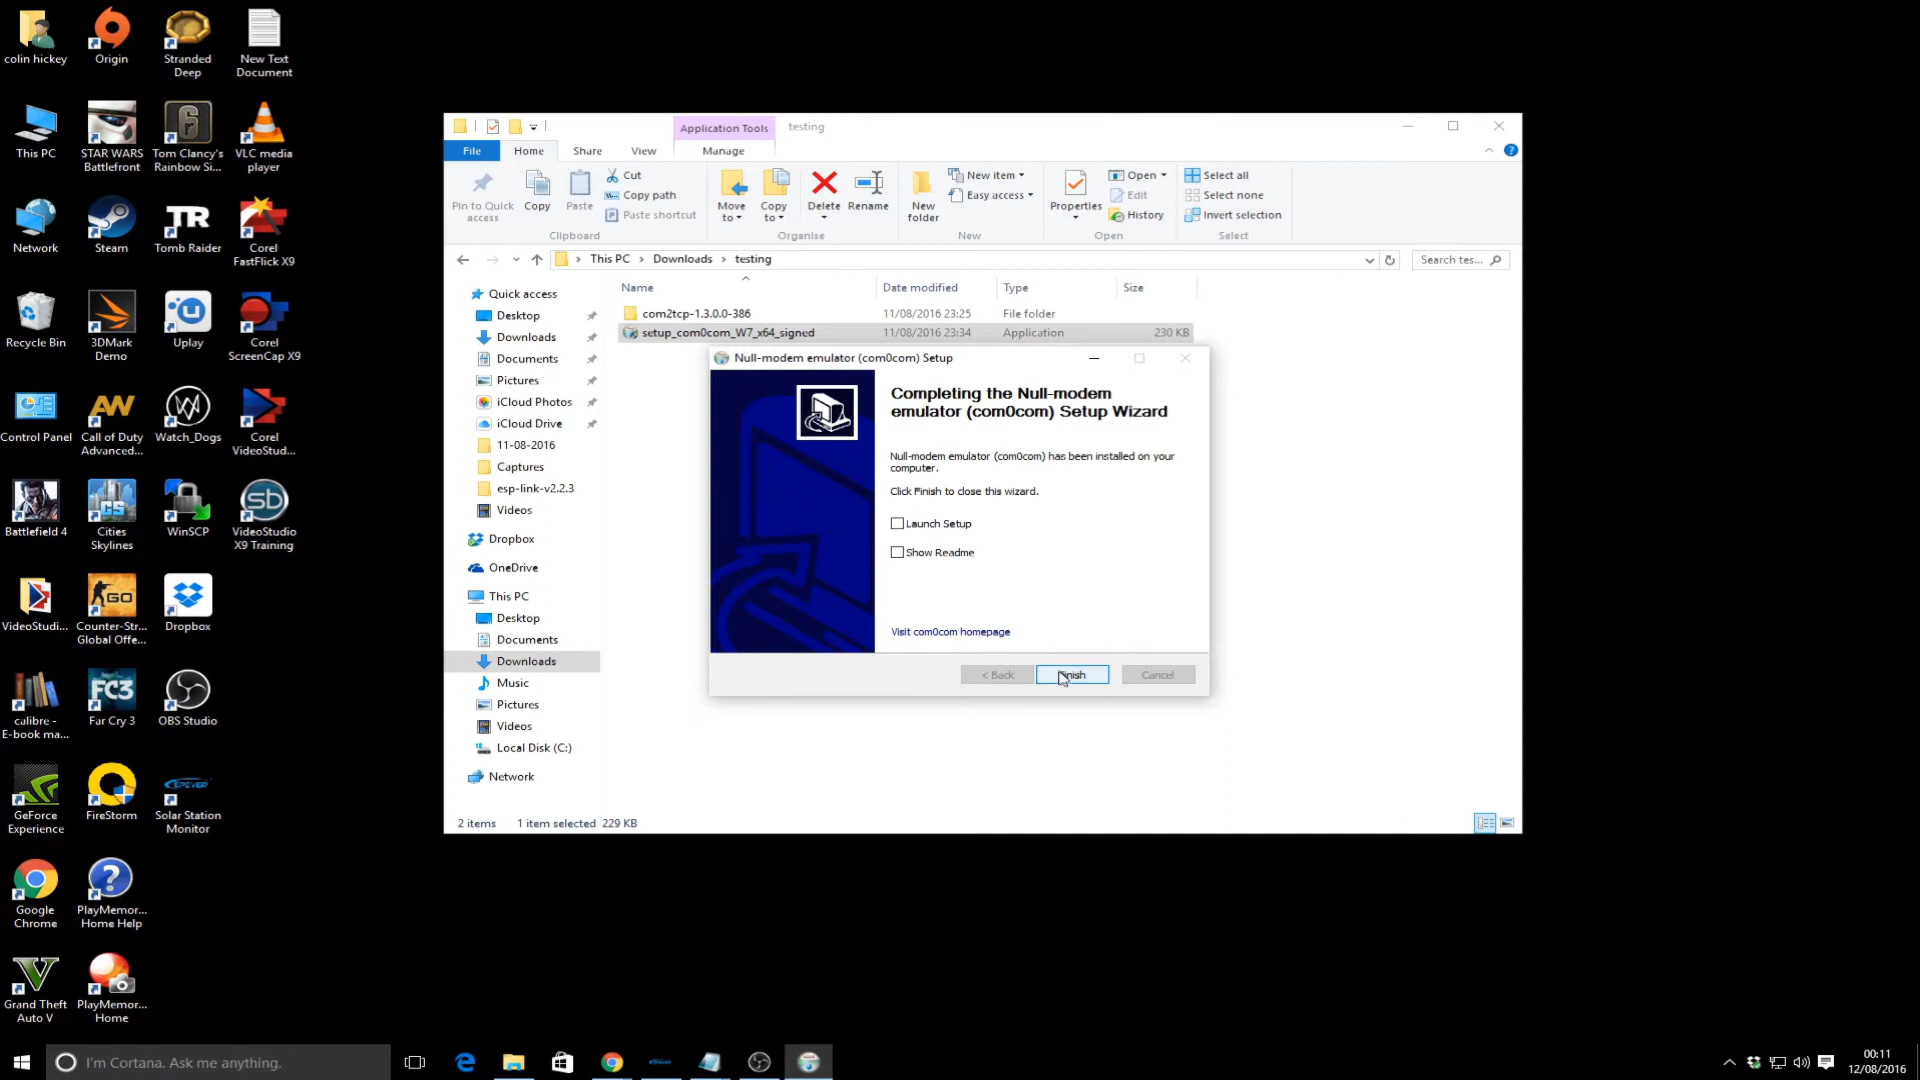 colin hickey
Origin
Stranded
Deep
New Text
Document
This PC
STAR WARS
Battlefront
Tom Clancy's
Rainbow Si...
VLC media
player
Network
Steam
Tomb Raider
Corel
FastFlick X9
Recycle Bin
3DMark
Demo
Uplay
Corel
ScreenCap X9
Control Panel
Call of Duty
Advanced...
Watch_Dogs
Corel
VideoStud...
Battlefield 4
Cities
Skylines
WinSCP
VideoStudio
X9 Training
VideoStudi...
Counter-Str...
Global Offe...
Dropbox
calibre -
E-book ma...
Far Cry 3
OBS Studio
GeForce
Experience
FireStorm
Solar Station
Monitor
Google
Chrome
PlayMemor...
Home Help
Grand Theft
Auto V
PlayMemor...
Home
Application Tools
testing
File
Home
Share
View
Manage
Pin to Quick
access
Copy
Paste
Cut
Copy path
Paste shortcut
Clipboard
Move
to
Copy
to
Delete
Rename
Organise
New
folder
New item
Easy access
New
Properties
Open
Edit
History
Open
Select all
Select none
Invert selection
Select
This PC > Downloads > testing
Search tes...
Name
Date modified
Type
Size
com2tcp-1.3.0.0-386
11/08/2016 23:25
File folder
setup_com0com_W7_x64_signed
11/08/2016 23:34
Application
230 KB
Quick access
Desktop
Downloads
Documents
Pictures
iCloud Photos
iCloud Drive
11-08-2016
Captures
esp-link-v2.2.3
Videos
Dropbox
OneDrive
This PC
Desktop
Documents
Downloads
Music
Pictures
Videos
Local Disk (C:)
Network
2 items
1 item selected 229 KB
Null-modem emulator (com0com) Setup
Completing the Null-modem
emulator (com0com) Setup Wizard
Null-modem emulator (com0com) has been installed on your
computer.
Click Finish to close this wizard.
Launch Setup
Show Readme
Visit com0com homepage
< Back
Finish
Cancel
I'm Cortana. Ask me anything.
00:11
12/08/2016